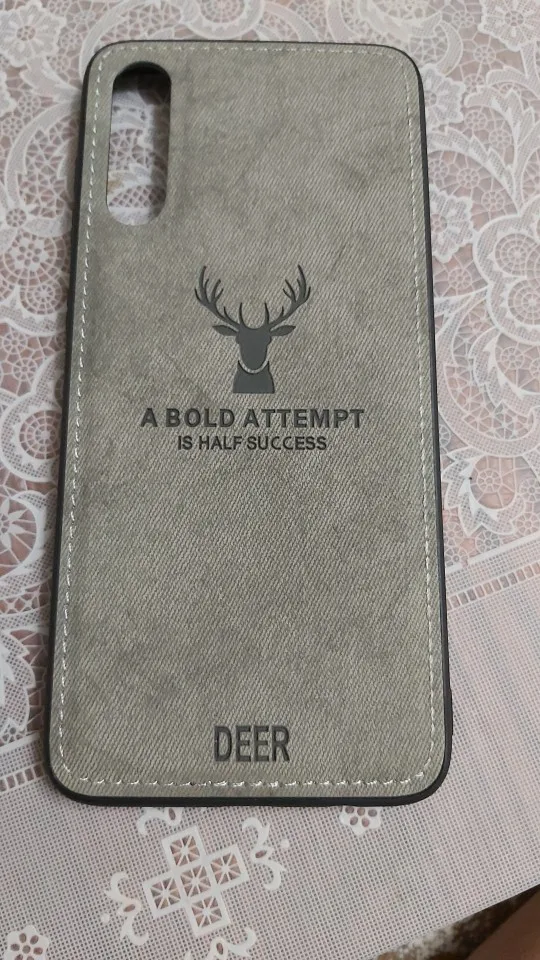 A BOLD ATTEMPT
IS HALF SUCCESS
DEER